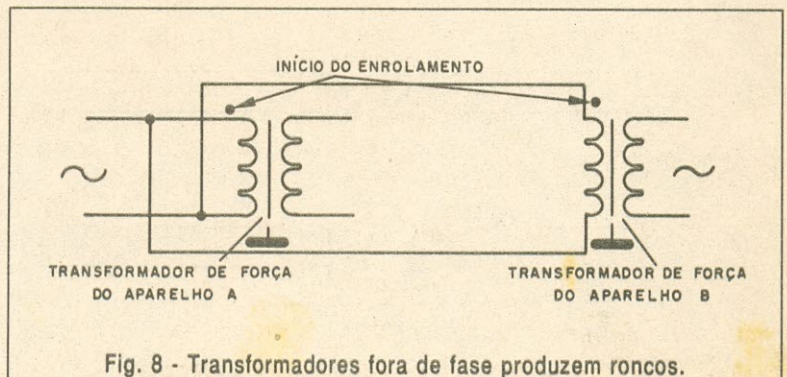 INÍCIO DO ENROLAMENTO
TRANSFORMADOR DE FORÇA
DO APARELHO A
TRANSFORMADOR DE FORÇA
DO APARELHO B
Fig. 8 - Transformadores fora de fase produzem roncos.